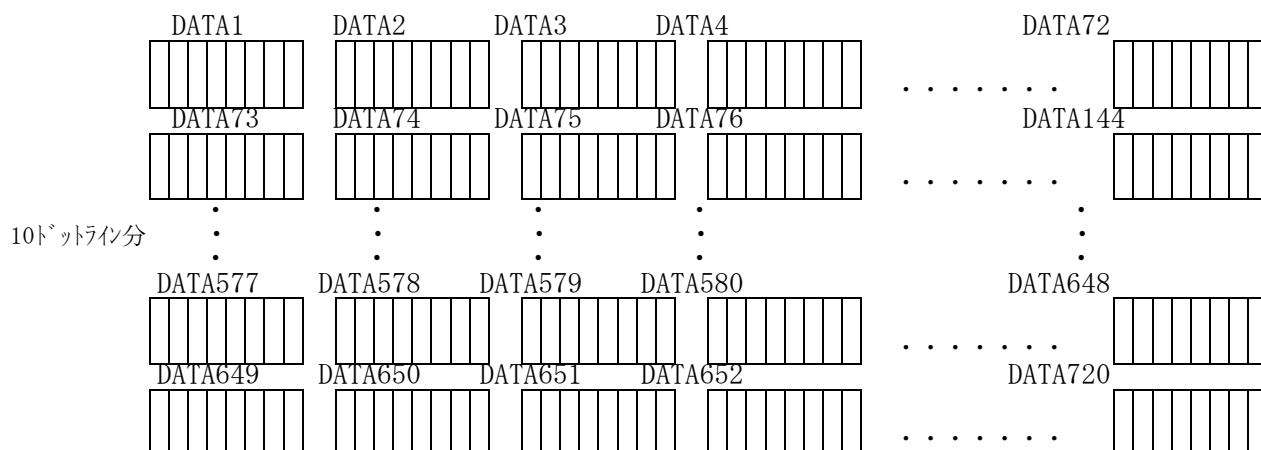 DATA1 DATA2 DATA3 DATA4 DATA72
・・・・・・・
DATA73 DATA74 DATA75 DATA76 DATA144
・・・・・・・
10ﾄﾞｯﾄﾗｲﾝ分
DATA577 DATA578 DATA579 DATA580 DATA648
・・・・・・・
DATA649 DATA650 DATA651 DATA652 DATA720
・・・・・・・